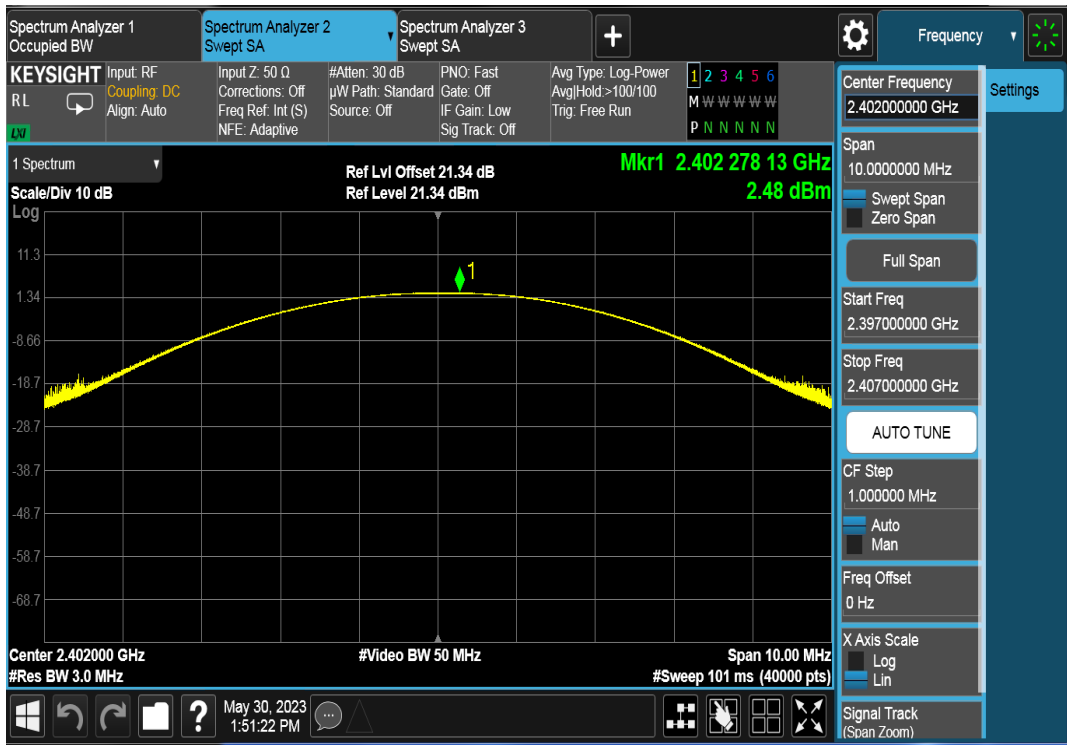 Spectrum Analyzer 1
Occupied BW
Spectrum Analyzer 2
Swept SA
Spectrum Analyzer 3
Swept SA
+
Frequency
KEYSIGHT
R L
LXI
Input: RF
Coupling: DC
Align: Auto
Input Z: 50 Ω
Corrections: Off
Freq Ref: Int (S)
NFE: Adaptive
#Atten: 30 dB
µW Path: Standard
Source: Off
PNO: Fast
Gate: Off
IF Gain: Low
Sig Track: Off
Avg Type: Log-Power
Avg|Hold:>100/100
Trig: Free Run
1 2 3 4 5 6
M W W W W W W
P N N N N N N
1 Spectrum
Scale/Div 10 dB
Log
Ref Lvl Offset 21.34 dB
Ref Level 21.34 dBm
Mkr1 2.402 278 13 GHz
2.48 dBm
1
11.3
1.34
-8.66
-18.7
-28.7
-38.7
-48.7
-58.7
-68.7
Center 2.402000 GHz
#Res BW 3.0 MHz
#Video BW 50 MHz
Span 10.00 MHz
#Sweep 101 ms (40000 pts)
Center Frequency
2.402000000 GHz
Settings
Span
10.0000000 MHz
Swept Span
Zero Span
Full Span
Start Freq
2.397000000 GHz
Stop Freq
2.407000000 GHz
AUTO TUNE
CF Step
1.000000 MHz
Auto
Man
Freq Offset
0 Hz
X Axis Scale
Log
Lin
Signal Track
(Span Zoom)
?
May 30, 2023
1:51:22 PM